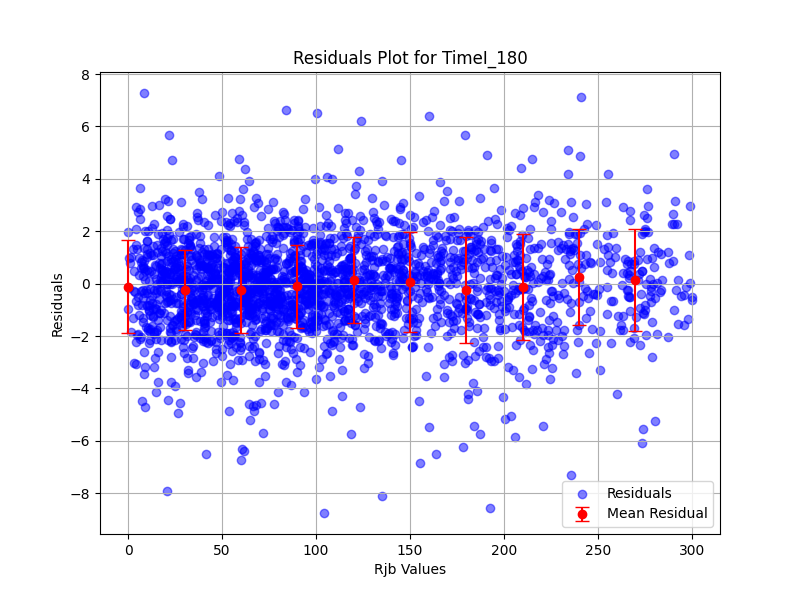 Residuals Plot for TimeI_180
8
6
4
2
0
−2
−4
−6
−8
Residuals
0 50 100 150 200 250 300
Rjb Values
Residuals
Mean Residual